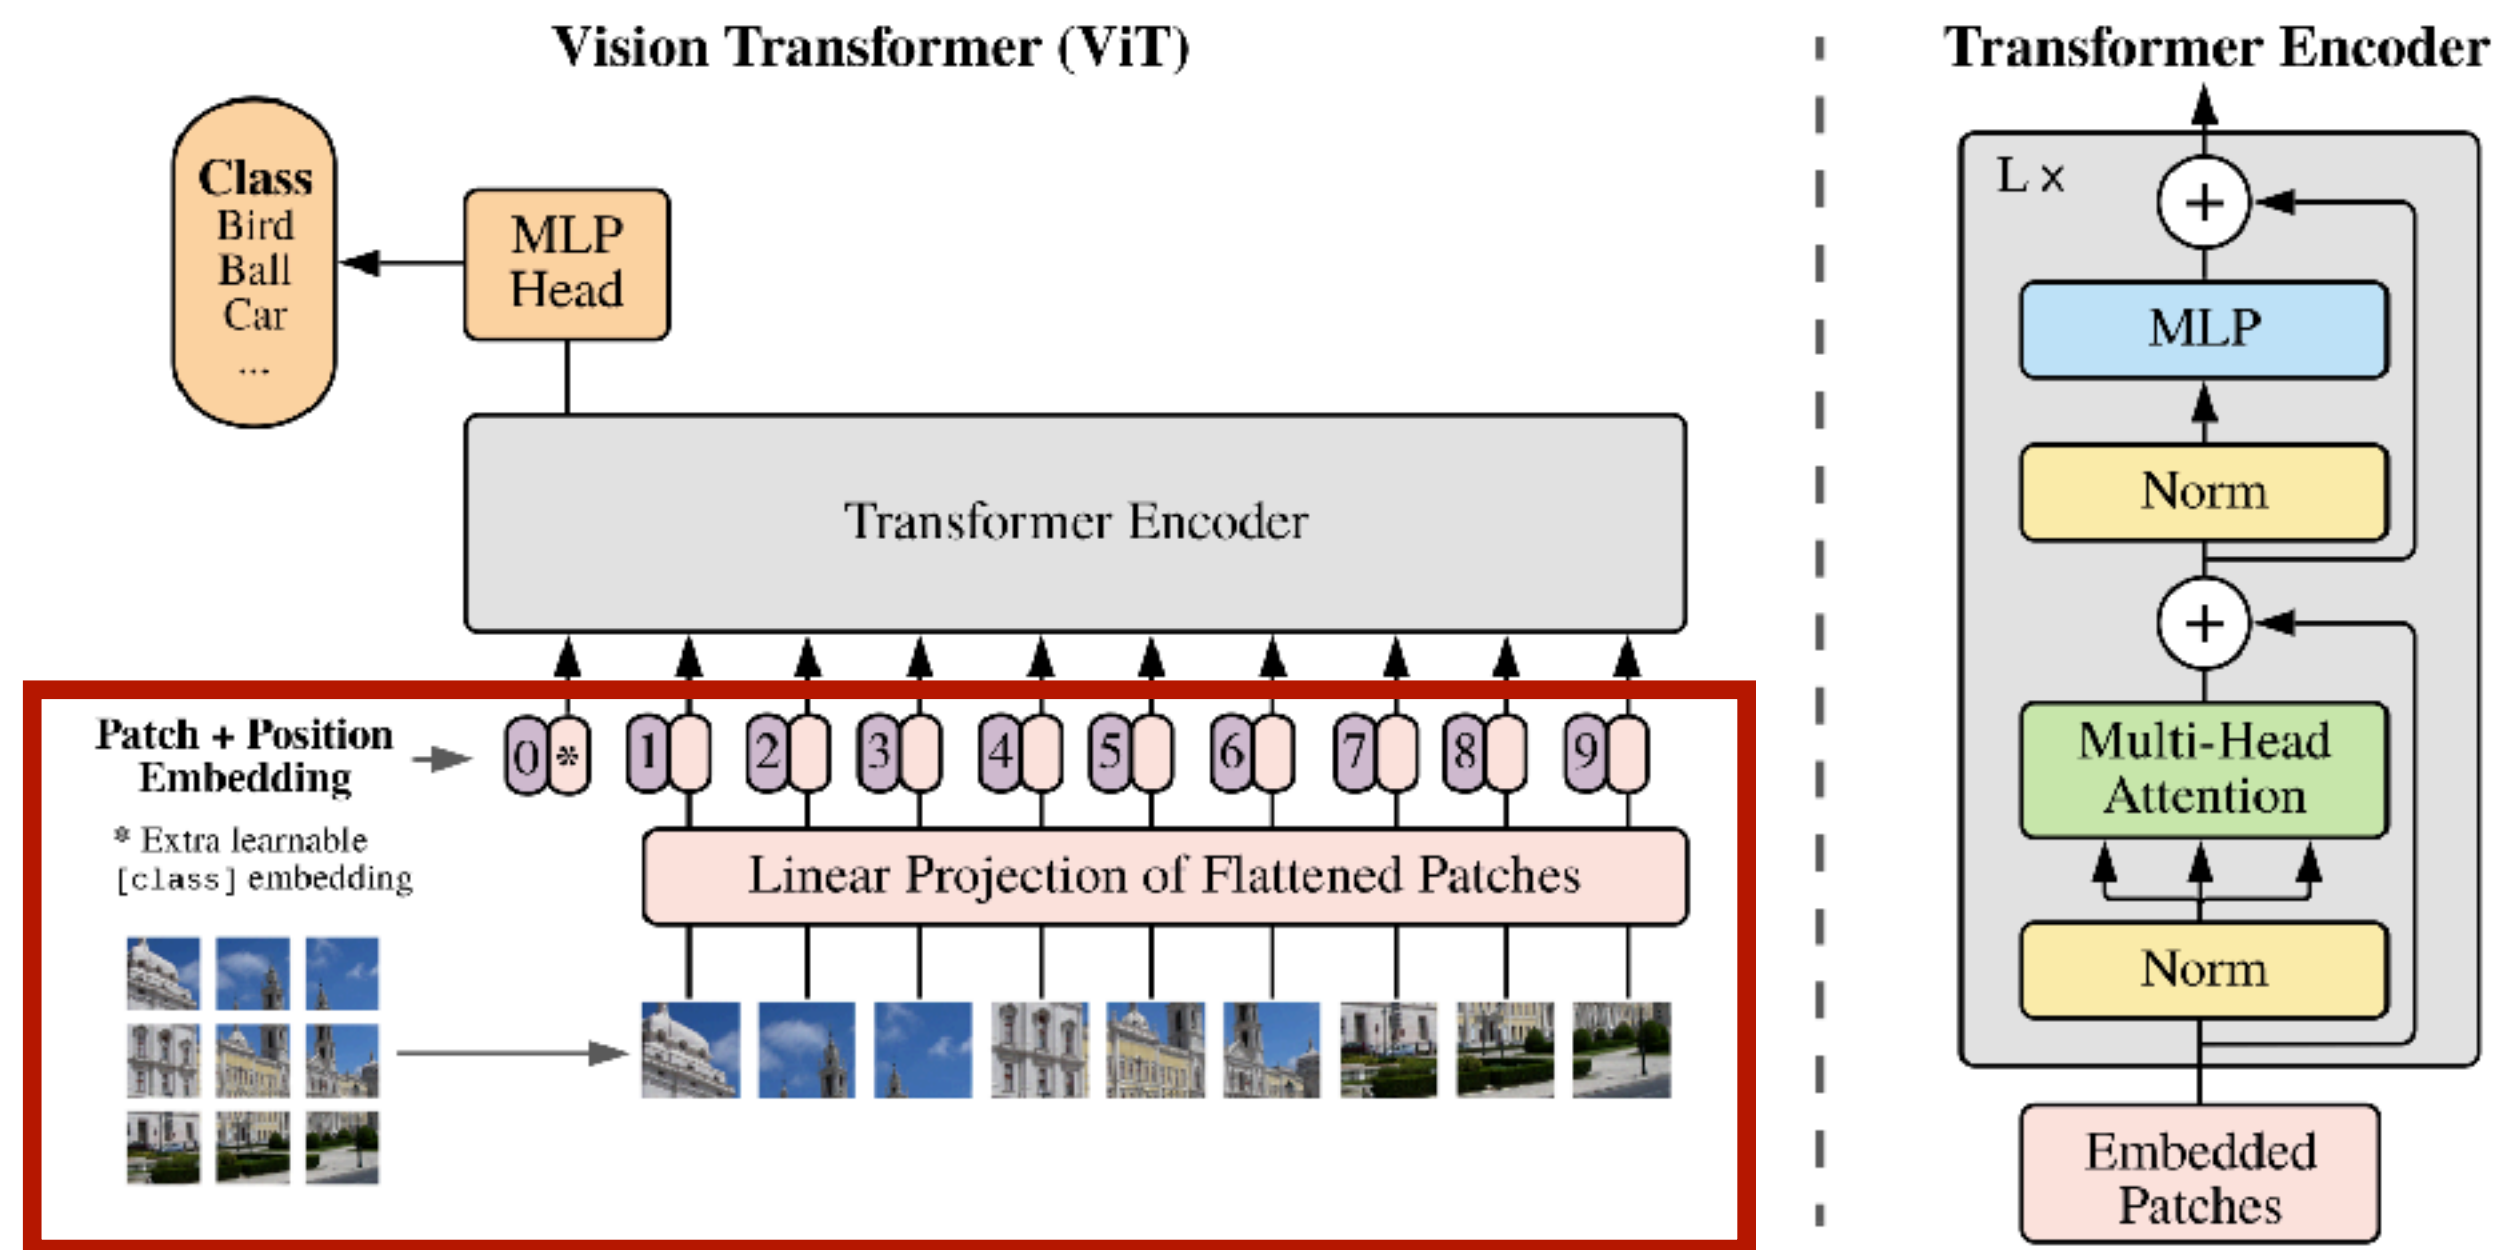 Vision Transformer (ViT)
Class
Bird
Ball
Car
...
MLP
Head
Transformer Encoder
Patch + Position
Embedding
0 * 1 2 3 4 5 6 7 8 9
* Extra learnable
[class] embedding
Linear Projection of Flattened Patches
Transformer Encoder
L ×
+
MLP
Norm
+
Multi-Head
Attention
Norm
Embedded
Patches